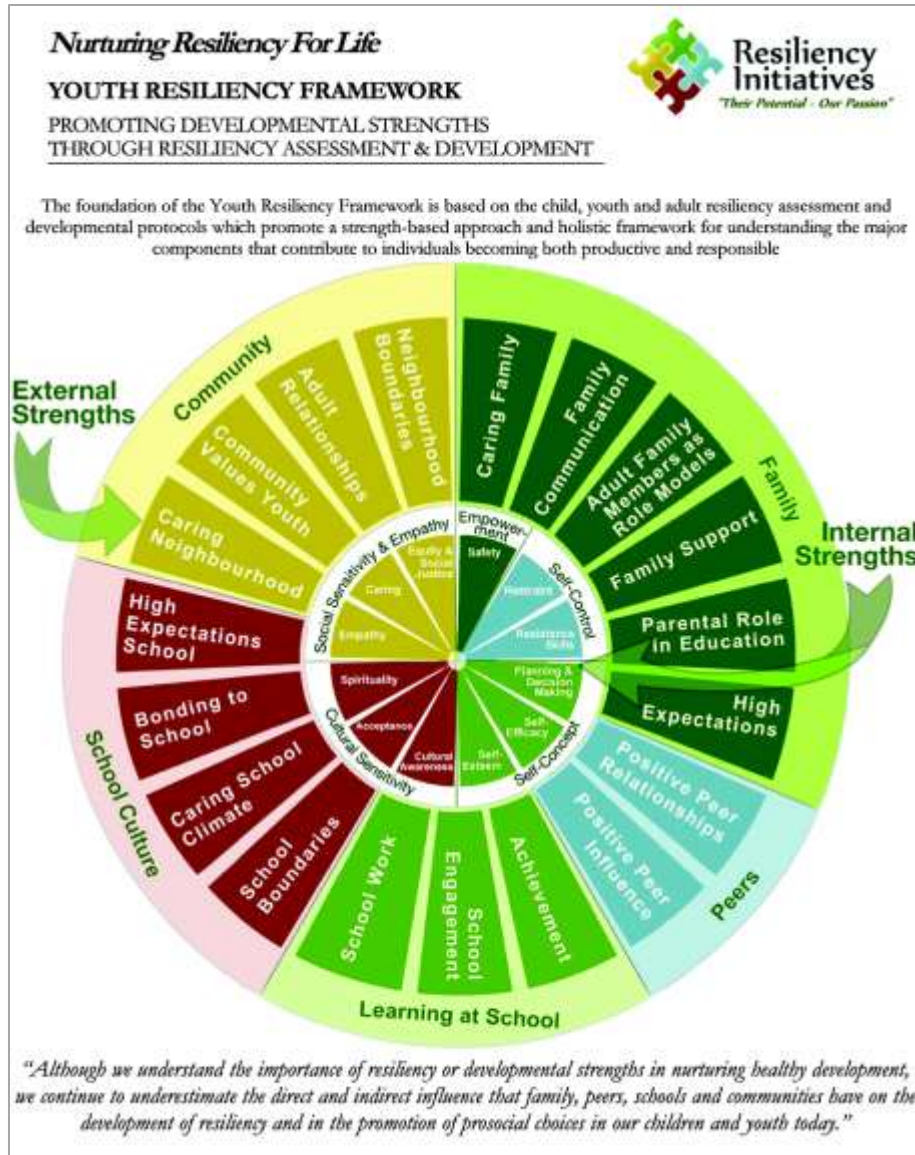 Nurturing Resiliency For Life
YOUTH RESILIENCY FRAMEWORK
PROMOTING DEVELOPMENTAL STRENGTHS
THROUGH RESILIENCY ASSESSMENT & DEVELOPMENT
Resiliency
Initiatives
"Their Potential - Our Passion"
The foundation of the Youth Resiliency Framework is based on the child, youth and adult resiliency assessment and
developmental protocols which promote a strength-based approach and holistic framework for understanding the major
components that contribute to individuals becoming both productive and responsible
External
Strengths
Internal
Strengths
Community
Caring
Neighbourhood
Community
Values Youth
Adult
Relationships
Neighbourhood
Boundaries
Family
Caring Family
Family
Communication
Adult Family
Members as
Role Models
Family Support
Parental Role
in Education
High
Expectations
Peers
Positive Peer
Relationships
Positive Peer
Influence
Learning at School
Achievement
School
Engagement
School Work
School Culture
School
Boundaries
Caring School
Climate
Bonding to
School
High
Expectations
School
Social Sensitivity & Empathy
Empathy
Caring
Equity &
Social
Justice
Empower-
ment
Safety
Self-Control
Restraint
Resistance
Skills
Self-Concept
Planning &
Decision
Making
Self-
Efficacy
Self-
Esteem
Cultural Sensitivity
Cultural
Awareness
Acceptance
Spirituality
"Although we understand the importance of resiliency or developmental strengths in nurturing healthy development,
we continue to underestimate the direct and indirect influence that family, peers, schools and communities have on the
development of resiliency and in the promotion of prosocial choices in our children and youth today."